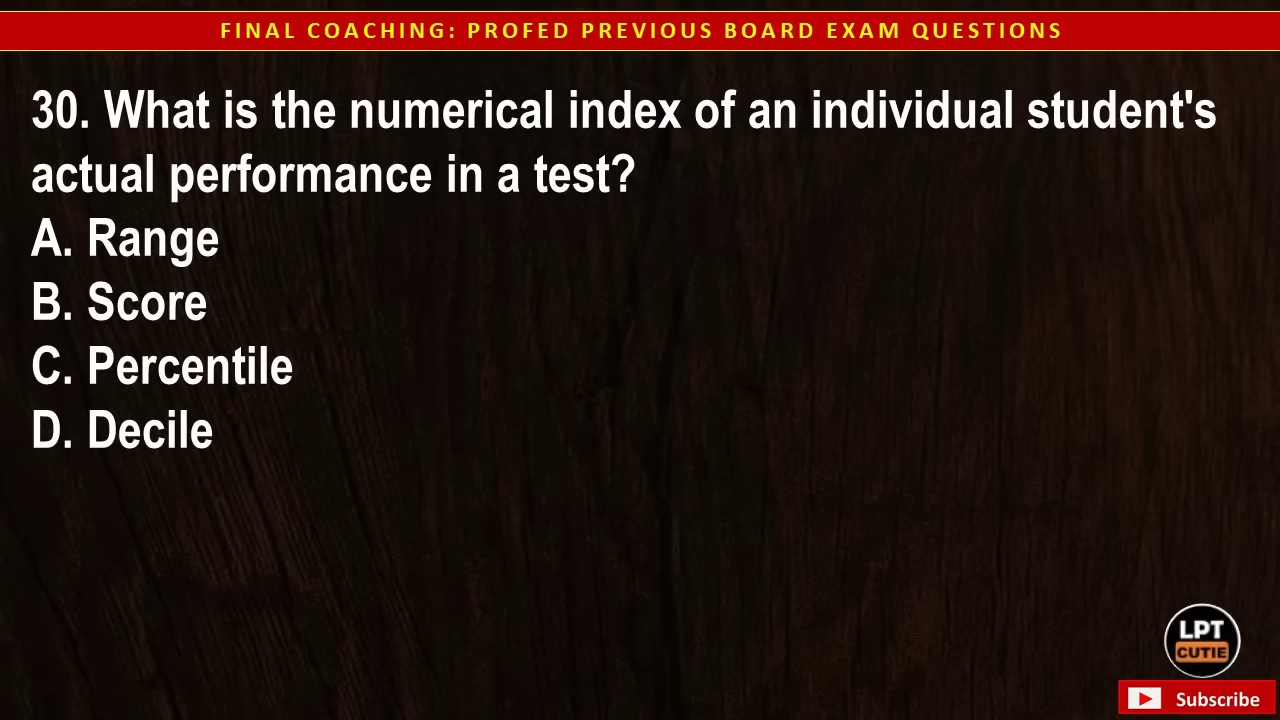 FINAL COACHING: PROFED PREVIOUS BOARD EXAM QUESTIONS
30. What is the numerical index of an individual student's
actual performance in a test?
A. Range
B. Score
C. Percentile
D. Decile
LPT
CUTIE
Subscribe